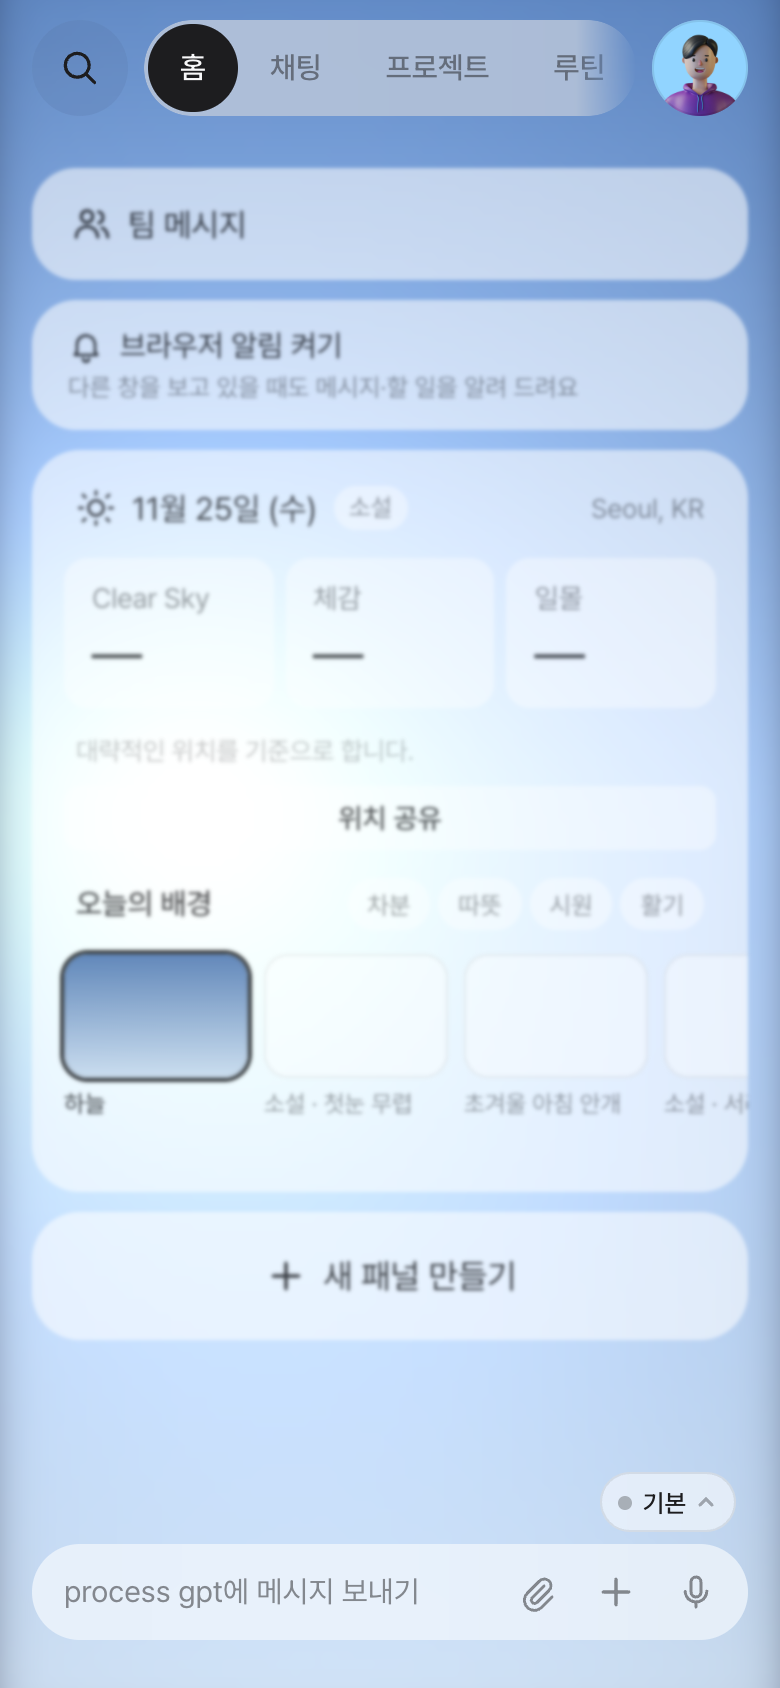 홈
채팅
프로젝트
루틴
팀 메시지
브라우저 알림 켜기
다른 창을 보고 있을 때도 메시지·할 일을 알려 드려요
11월 25일 (수)
소설
Seoul, KR
Clear Sky
체감
일몰
—
—
—
대략적인 위치를 기준으로 합니다.
위치 공유
오늘의 배경
차분
따뜻
시원
활기
하늘
소설 · 첫눈 무렵
초겨울 아침 안개
소설 ·
새 패널 만들기
기본
process gpt에 메시지 보내기